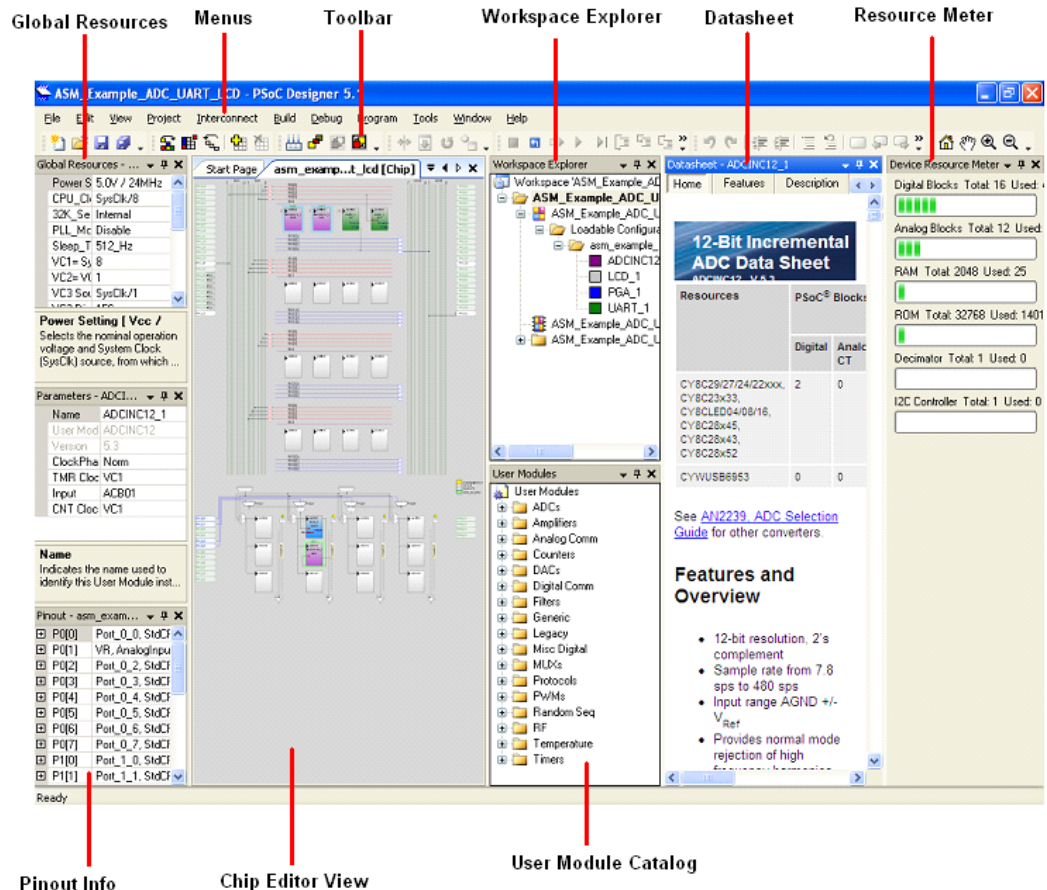 Global Resources
Menus
Toolbar
Workspace Explorer
Datasheet
Resource Meter
ASM_Example_ADC_UART_LCD - PSoC Designer 5.
File Edit View Project Interconnect Build Debug Program Tools Window Help
Global Resources - ...
Power S 5.0V / 24MHz
CPU_Cl SysClk/8
32K_Se Internal
PLL_Mc Disable
Sleep_T 512_Hz
VC1= Sy 8
VC2= VC 1
VC3 Sou SysClk/1
Power Setting [ Vcc /
Selects the nominal operation
voltage and System Clock
(SysClk) source, from which ...
Parameters - ADCI...
Name ADCINC12_1
User Mod ADCINC12
Version 5.3
ClockPha Norm
TMR Cloc VC1
Input ACB01
CNT Cloc VC1
Name
Indicates the name used to
identify this User Module inst...
Pinout - asm_exam...
P0[0] Port_0_0, StdCF
P0[1] VR, AnalogInpu
P0[2] Port_0_2, StdCF
P0[3] Port_0_3, StdCF
P0[4] Port_0_4, StdCF
P0[5] Port_0_5, StdCF
P0[6] Port_0_6, StdCF
P0[7] Port_0_7, StdCF
P1[0] Port_1_0, StdCF
P1[1] Port_1_1, StdCF
Ready
Start Page asm_examp...t_lcd [Chip]
Workspace Explorer
Workspace 'ASM_Example_AD
ASM_Example_ADC_U
ASM_Example_ADC_U
Loadable Configura
asm_example_
ADCINC12
LCD_1
PGA_1
UART_1
ASM_Example_ADC_U
ASM_Example_ADC_U
User Modules
User Modules
ADCs
Amplifiers
Analog Comm
Counters
DACs
Digital Comm
Filters
Generic
Legacy
Misc Digital
MUXs
Protocols
PWMs
Random Seq
RF
Temperature
Timers
Datasheet - ADCINC12_1
Home Features Description
12-Bit Incremental
ADC Data Sheet
ADCINC12 V 5.3
Resources PSoC® Blocks
Digital Analo
CT
CY8C29/27/24/22xxx, 2 0
CY8C23x33,
CYBCLED04/08/16,
CY8C28x45,
CY8C28x43,
CY8C28x52
CYWUSB6953 0 0
See AN2239, ADC Selection
Guide for other converters.
Features and
Overview
12-bit resolution, 2's
complement
Sample rate from 7.8
sps to 480 sps
Input range AGND +/-
VRef
Provides normal mode
rejection of high
frequency harmonics
Device Resource Meter
Digital Blocks Total: 16 Used:
Analog Blocks Total: 12 Used:
RAM Total: 2048 Used: 25
ROM Total: 32768 Used: 1401
Decimator Total: 1 Used: 0
I2C Controller Total: 1 Used: 0
Pinout Info
Chip Editor View
User Module Catalog